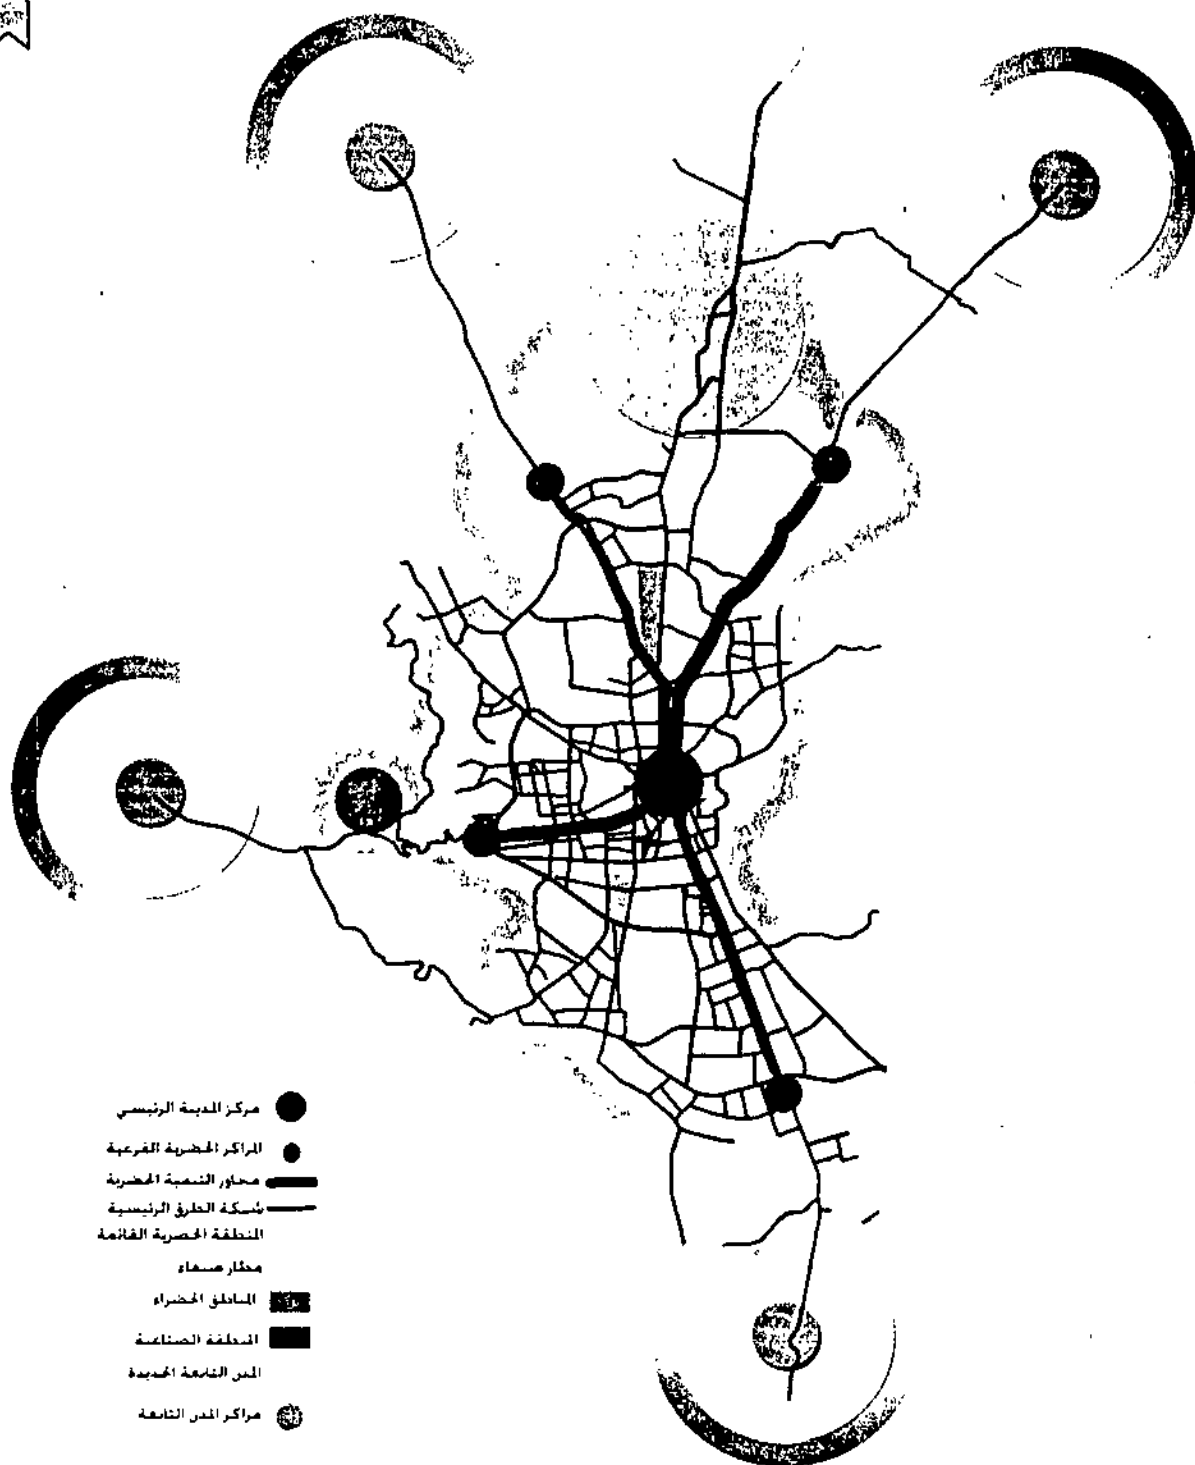 مركز المدينة الرئيسي
المراكز الحضرية الفرعية
محاور التنمية الحضرية
شبكة الطرق الرئيسية
المنطقة الحضرية القائمة
مطار صنعاء
المناطق الخضراء
المنطقة الصناعية
المدن التابعة الجديدة
مراكز المدن التابعة